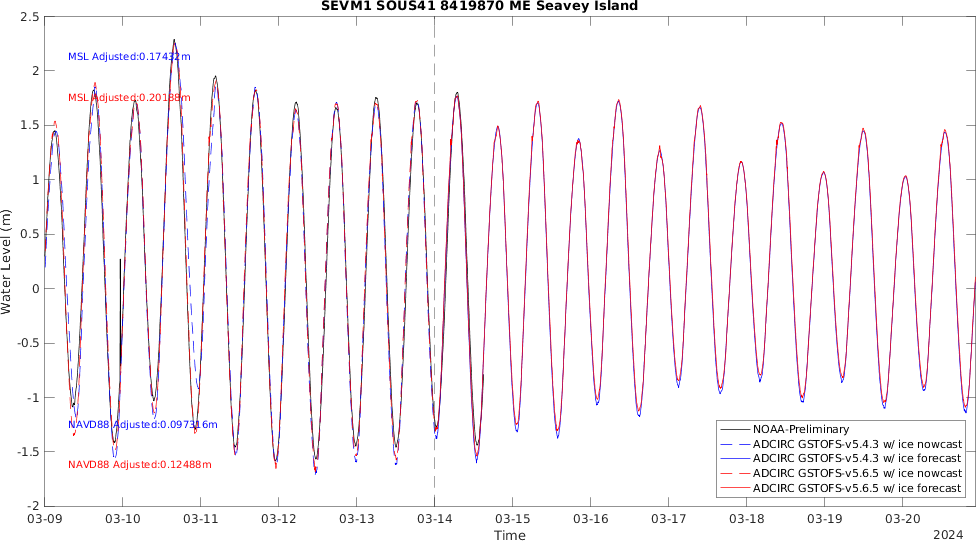 SEVM1 SOUS41 8419870 ME Seavey Island
2.5
2
1.5
1
0.5
0
-0.5
-1
-1.5
-2
Water Level (m)
MSL Adjusted:0.17432m
MSL Adjusted:0.20188m
NAVD88 Adjusted:0.097316m
NAVD88 Adjusted:0.12488m
NOAA-Preliminary
ADCIRC GSTOFS-v5.4.3 w/ ice nowcast
ADCIRC GSTOFS-v5.4.3 w/ ice forecast
ADCIRC GSTOFS-v5.6.5 w/ ice nowcast
ADCIRC GSTOFS-v5.6.5 w/ ice forecast
03-09 03-10 03-11 03-12 03-13 03-14 03-15 03-16 03-17 03-18 03-19 03-20
Time
2024